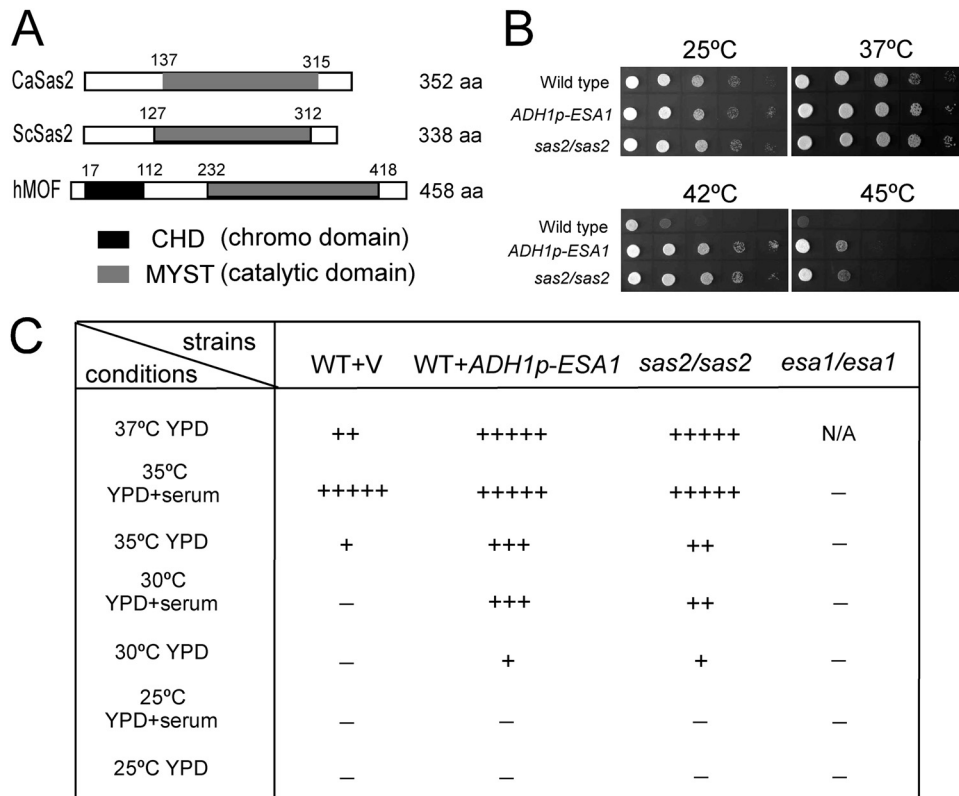 A
137 315
CaSas2 352 aa
127 312
ScSas2 338 aa
17 112 232 418
hMOF 458 aa
CHD (chromo domain)
MYST (catalytic domain)
B
25ºC 37ºC
Wild type
ADH1p-ESA1
sas2/sas2
42ºC 45ºC
Wild type
ADH1p-ESA1
sas2/sas2
C
strains
conditions
WT+V WT+ADH1p-ESA1 sas2/sas2 esa1/esa1
37ºC YPD ++ +++++ +++++ N/A
35ºC
YPD+serum +++++ +++++ +++++ –
35ºC YPD + +++ ++ –
30ºC
YPD+serum – +++ ++ –
30ºC YPD – + + –
25ºC
YPD+serum – – – –
25ºC YPD – – – –